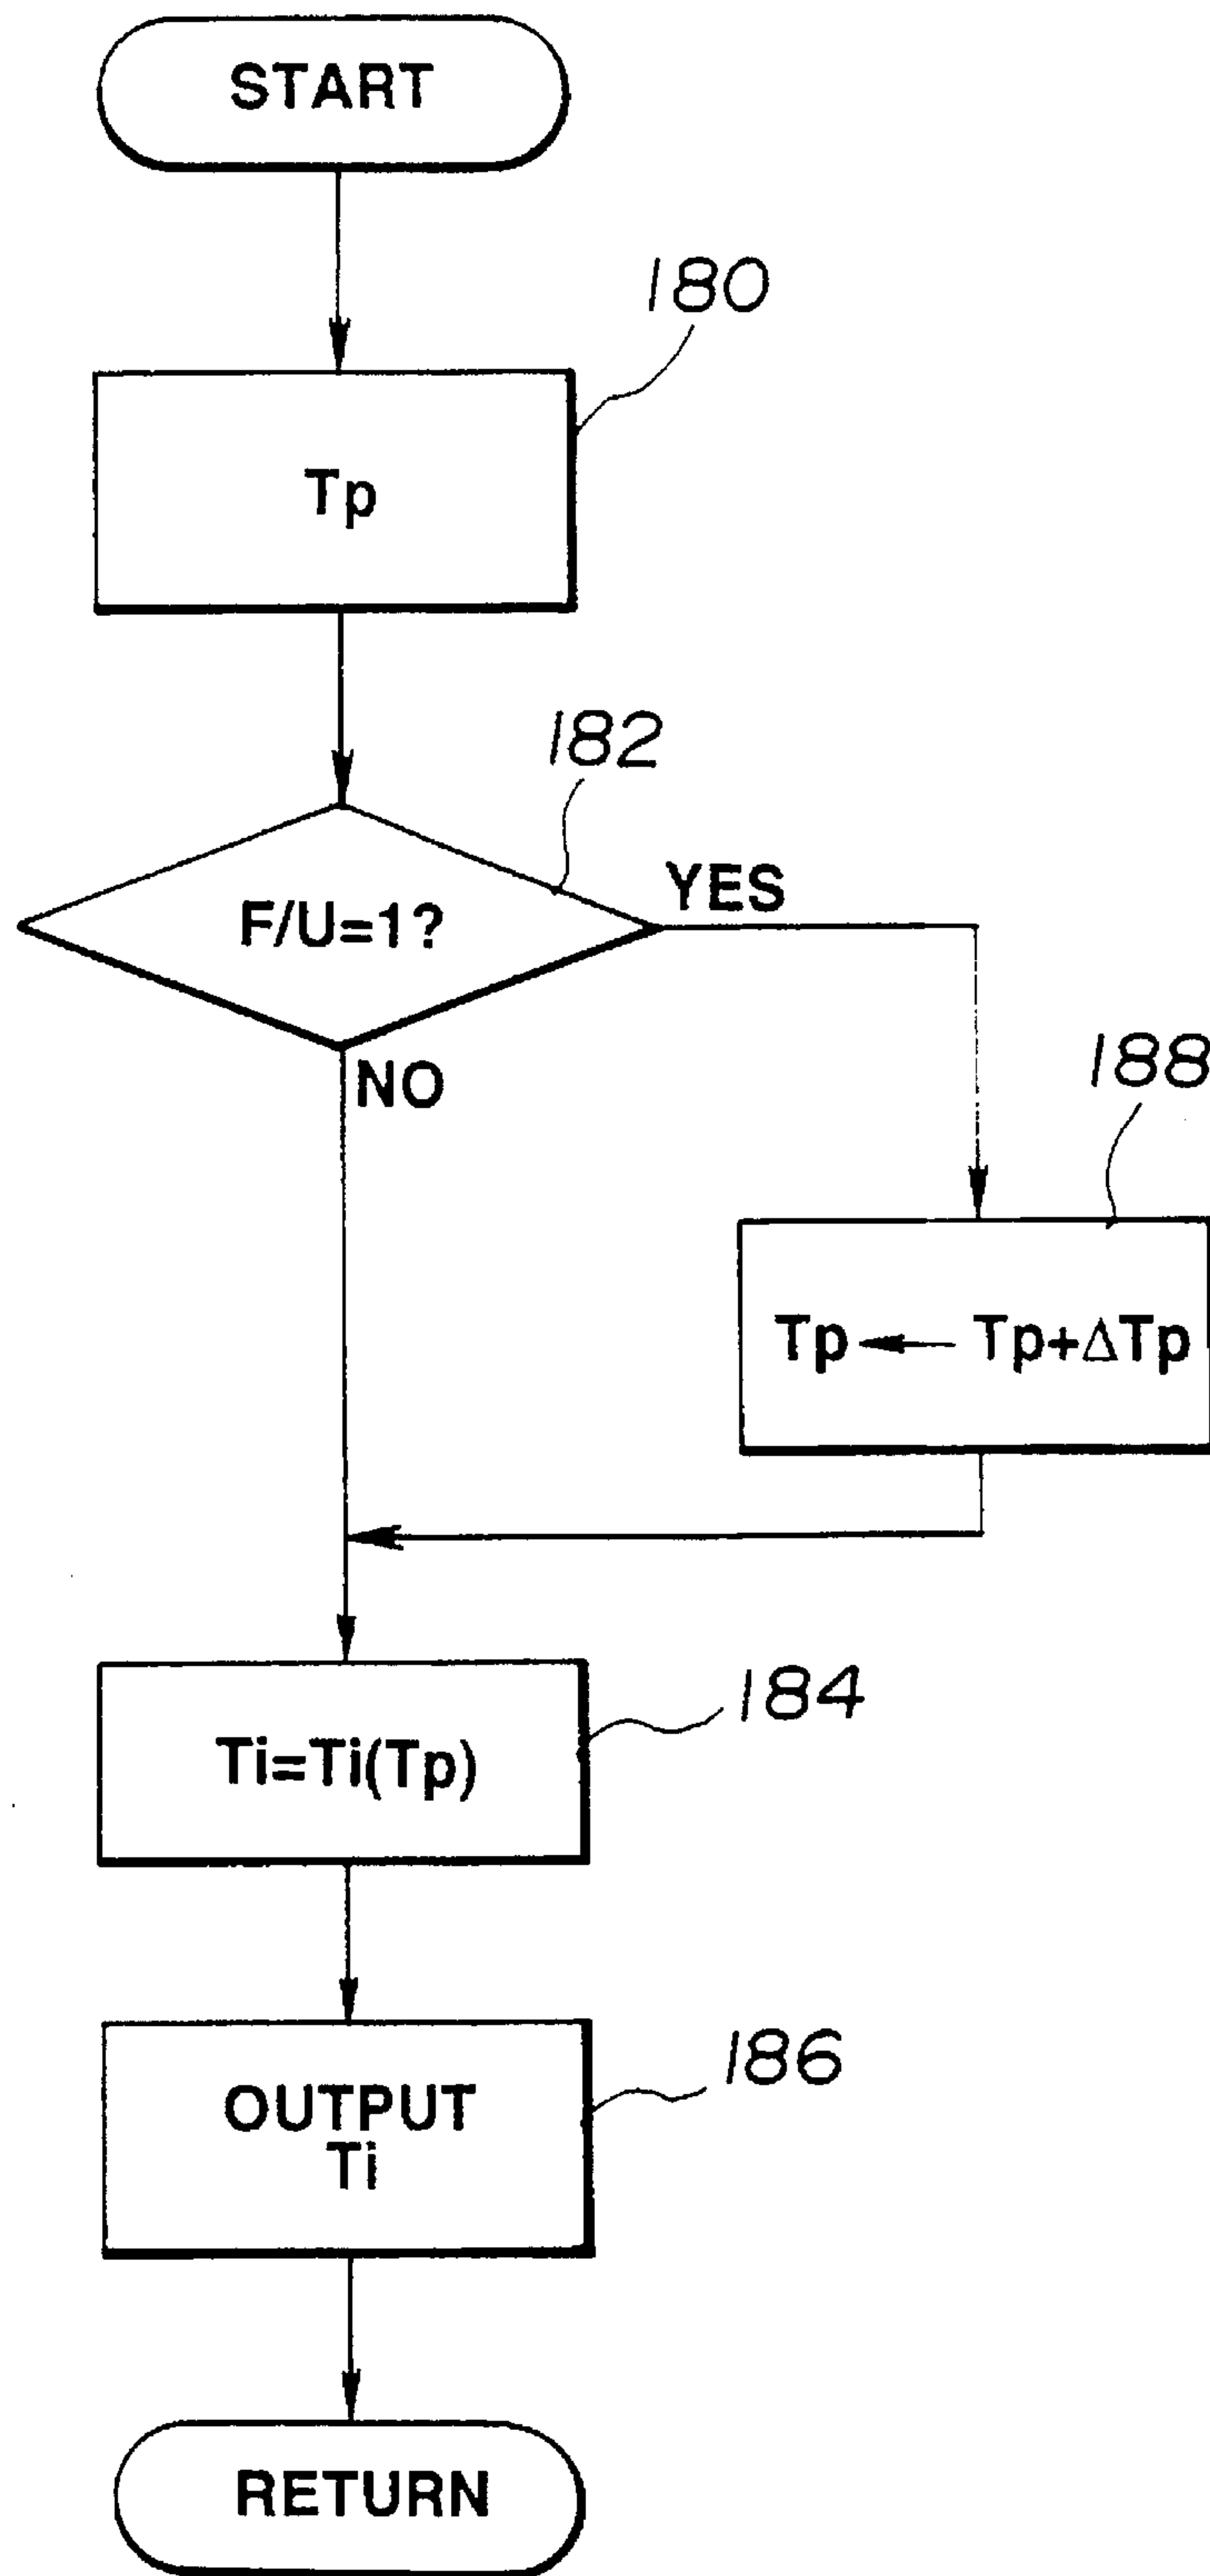 START
180
Tp
182
F/U=1?
YES
NO
188
Tp ← Tp+ΔTp
184
Ti=Ti(Tp)
186
OUTPUT
Ti
RETURN